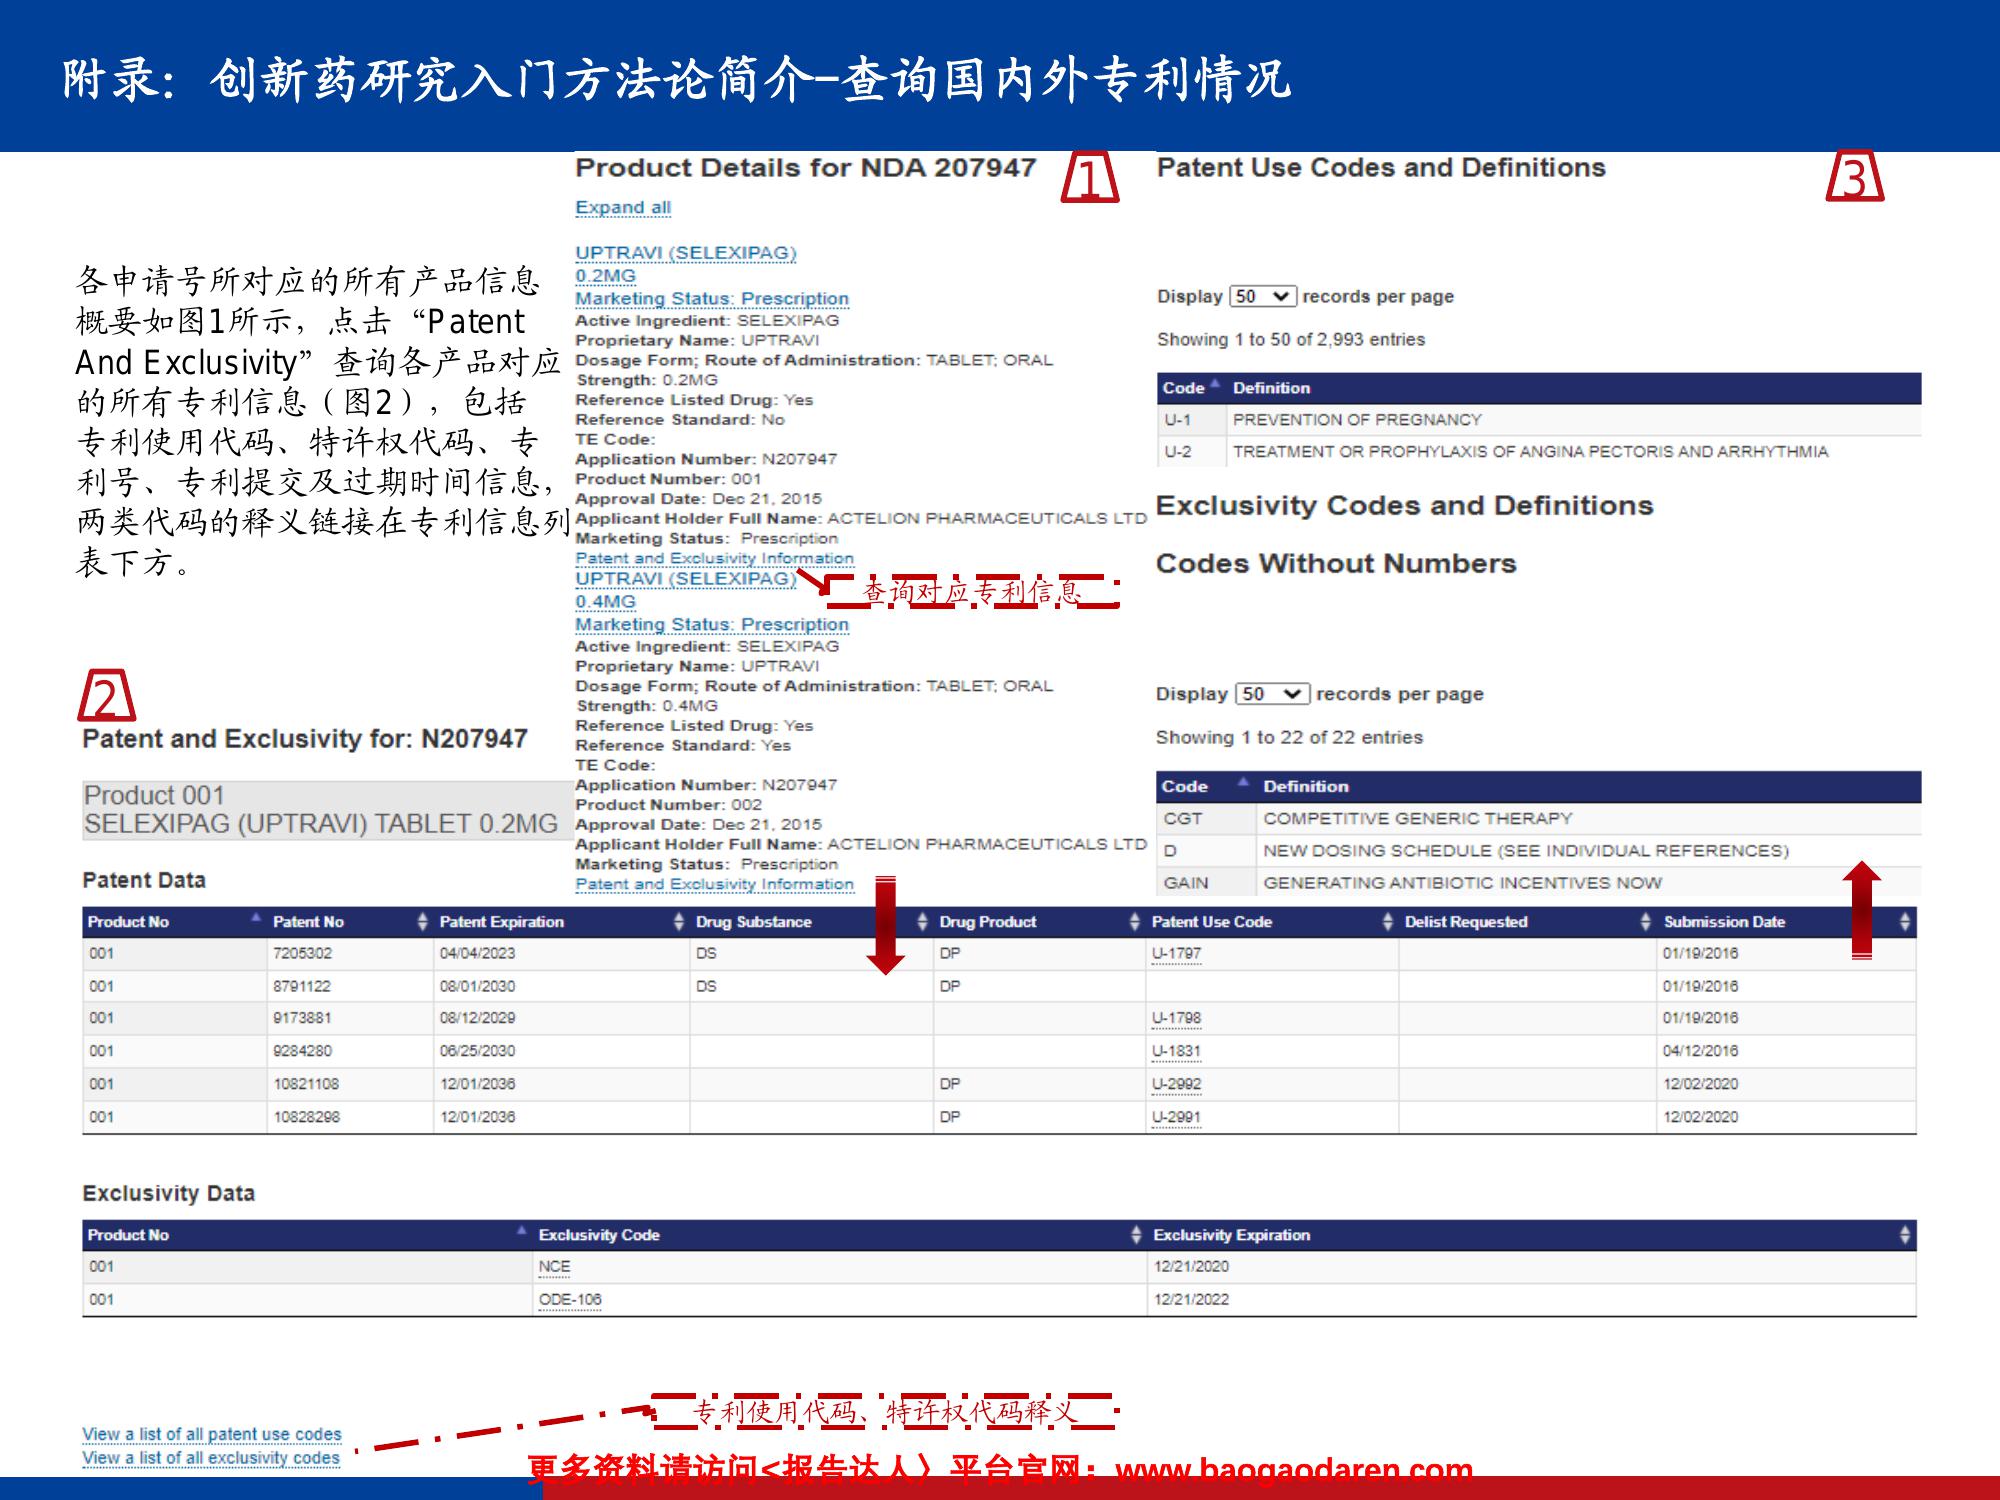 附录：创新药研究入门方法论简介-查询国内外专利情况
各申请号所对应的所有产品信息
概要如图1所示，点击“Patent
And Exclusivity”查询各产品对应
的所有专利信息（图2），包括
专利使用代码、特许权代码、专
利号、专利提交及过期时间信息，
两类代码的释义链接在专利信息列
表下方。
Product Details for NDA 207947
1
Expand all
UPTRAVI (SELEXIPAG)
0.2MG
Marketing Status: Prescription
Active Ingredient: SELEXIPAG
Proprietary Name: UPTRAVI
Dosage Form; Route of Administration: TABLET; ORAL
Strength: 0.2MG
Reference Listed Drug: Yes
Reference Standard: No
TE Code:
Application Number: N207947
Product Number: 001
Approval Date: Dec 21, 2015
Applicant Holder Full Name: ACTELION PHARMACEUTICALS LTD
Marketing Status: Prescription
Patent and Exclusivity Information
查询对应专利信息
UPTRAVI (SELEXIPAG)
0.4MG
Marketing Status: Prescription
Active Ingredient: SELEXIPAG
Proprietary Name: UPTRAVI
Dosage Form; Route of Administration: TABLET; ORAL
Strength: 0.4MG
Reference Listed Drug: Yes
Reference Standard: Yes
TE Code:
Application Number: N207947
Product Number: 002
Approval Date: Dec 21, 2015
Applicant Holder Full Name: ACTELION PHARMACEUTICALS LTD
Marketing Status: Prescription
Patent and Exclusivity Information
Patent Use Codes and Definitions
3
Display 50 records per page
Showing 1 to 50 of 2,993 entries
Code Definition
U-1 PREVENTION OF PREGNANCY
U-2 TREATMENT OR PROPHYLAXIS OF ANGINA PECTORIS AND ARRHYTHMIA
Exclusivity Codes and Definitions
Codes Without Numbers
Display 50 records per page
Showing 1 to 22 of 22 entries
Code Definition
CGT COMPETITIVE GENERIC THERAPY
D NEW DOSING SCHEDULE (SEE INDIVIDUAL REFERENCES)
GAIN GENERATING ANTIBIOTIC INCENTIVES NOW
2
Patent and Exclusivity for: N207947
Product 001
SELEXIPAG (UPTRAVI) TABLET 0.2MG
Patent Data
Product No Patent No Patent Expiration Drug Substance Drug Product Patent Use Code Delist Requested Submission Date
001 7205302 04/04/2023 DS DP U-1797 01/19/2016
001 8791122 08/01/2030 DS DP 01/19/2016
001 9173881 08/12/2029 U-1798 01/19/2016
001 9284280 06/25/2030 U-1831 04/12/2016
001 10821108 12/01/2036 DP U-2992 12/02/2020
001 10828298 12/01/2036 DP U-2991 12/02/2020
Exclusivity Data
Product No Exclusivity Code Exclusivity Expiration
001 NCE 12/21/2020
001 ODE-106 12/21/2022
专利使用代码、特许权代码释义
View a list of all patent use codes
View a list of all exclusivity codes
更多资料请访问<报告达人〉平台官网：www.baogaodaren.com